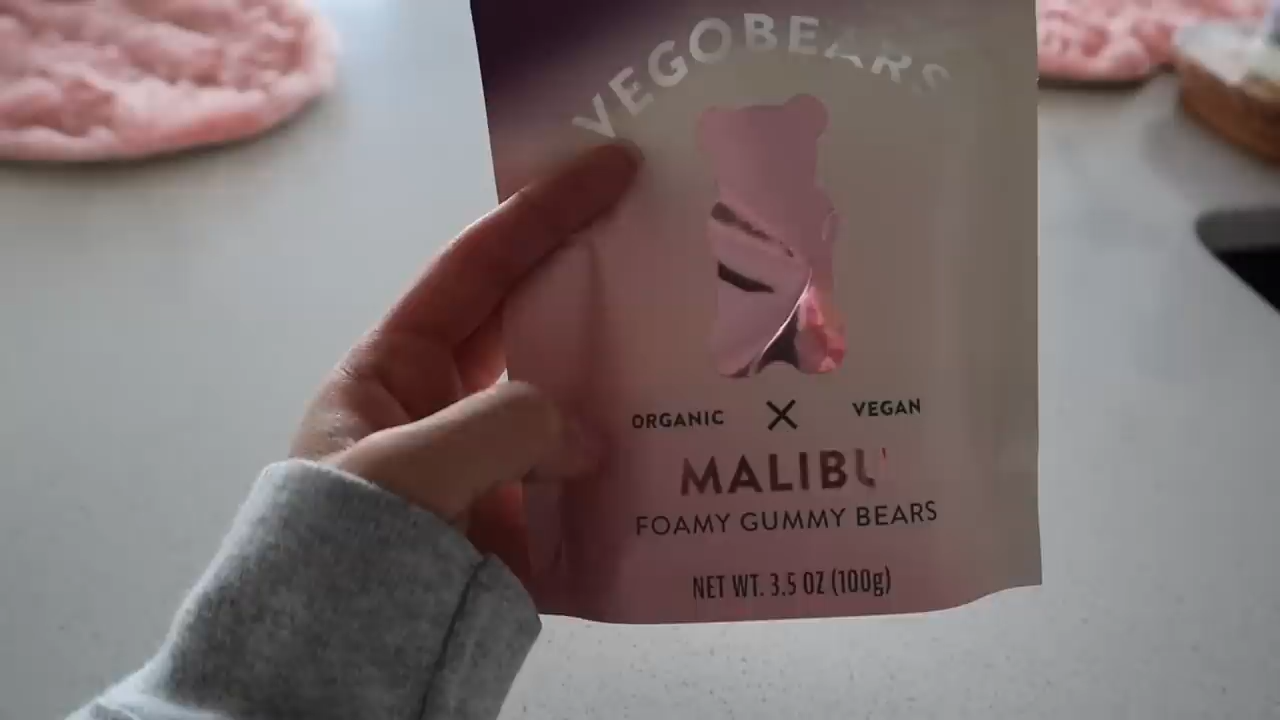 VEGOBEARS
ORGANIC X VEGAN
MALIBU
FOAMY GUMMY BEARS
NET WT. 3.5 OZ (100g)